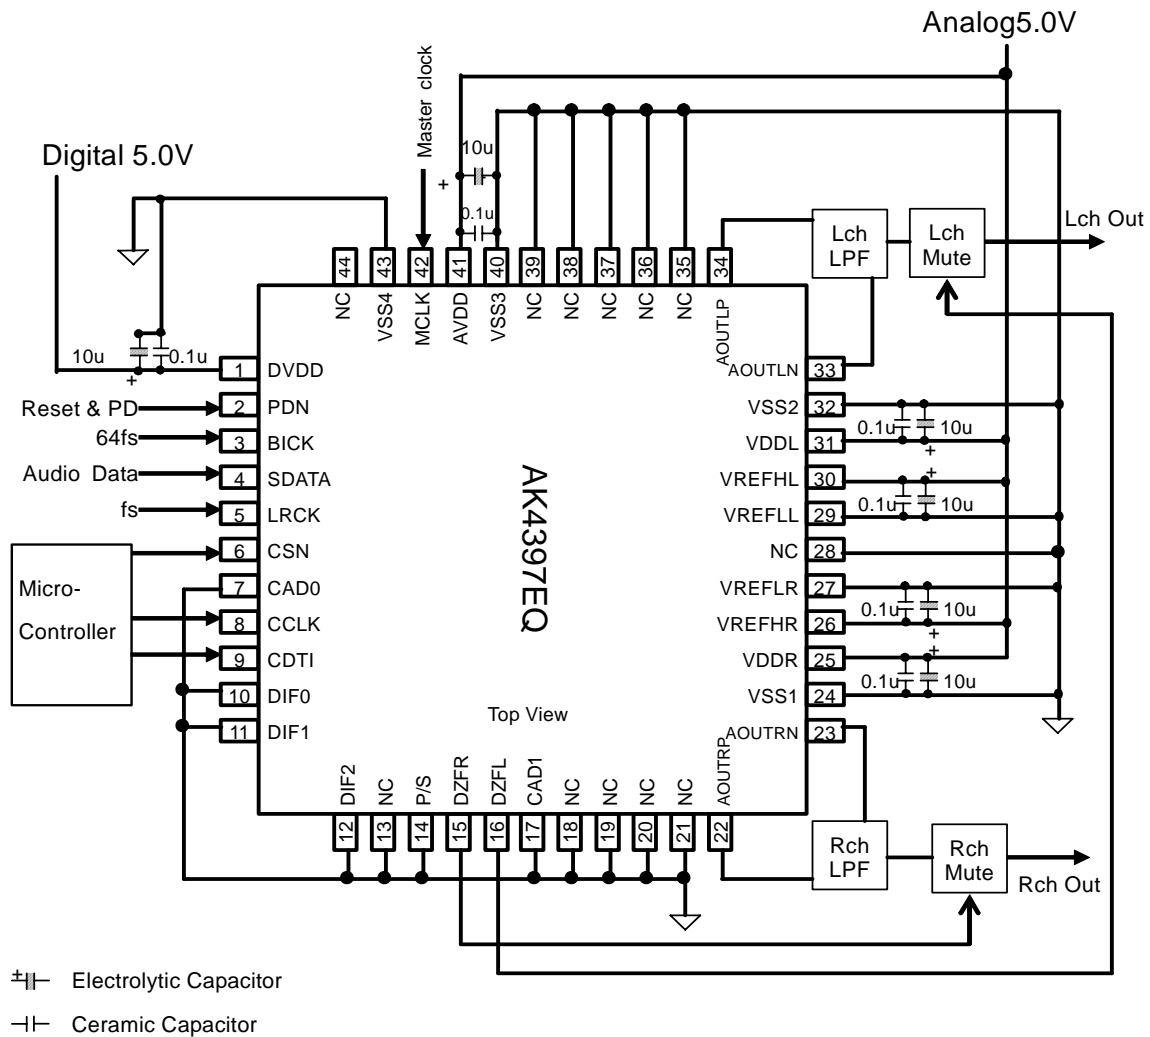 Analog5.0V
Master clock
Digital 5.0V
10u
+
0.1u
44
43
42
41
40
39
38
37
36
35
34
NC
VSS4
MCLK
AVDD
VSS3
NC
NC
NC
NC
NC
AOUTLP
Lch
LPF
Lch
Mute
Lch Out
10u
+
0.1u
1
DVDD
Reset & PD
2
PDN
64fs
3
BICK
Audio Data
4
SDATA
fs
5
LRCK
6
CSN
Micro-
Controller
7
CAD0
8
CCLK
9
CDTI
10
DIF0
11
DIF1
AK4397EQ
Top View
AOUTLN
33
VSS2
32
0.1u
10u
+
VDDL
31
+
VREFHL
30
0.1u
10u
VREFLL
29
NC
28
VREFLR
27
0.1u
10u
VREFHR
26
+
+
VDDR
25
0.1u
10u
VSS1
24
AOUTRN
23
DIF2
NC
P/S
DZFR
DZFL
CAD1
NC
NC
NC
NC
AOUTRP
12
13
14
15
16
17
18
19
20
21
22
Rch
LPF
Rch
Mute
Rch Out
+
Electrolytic Capacitor
Ceramic Capacitor